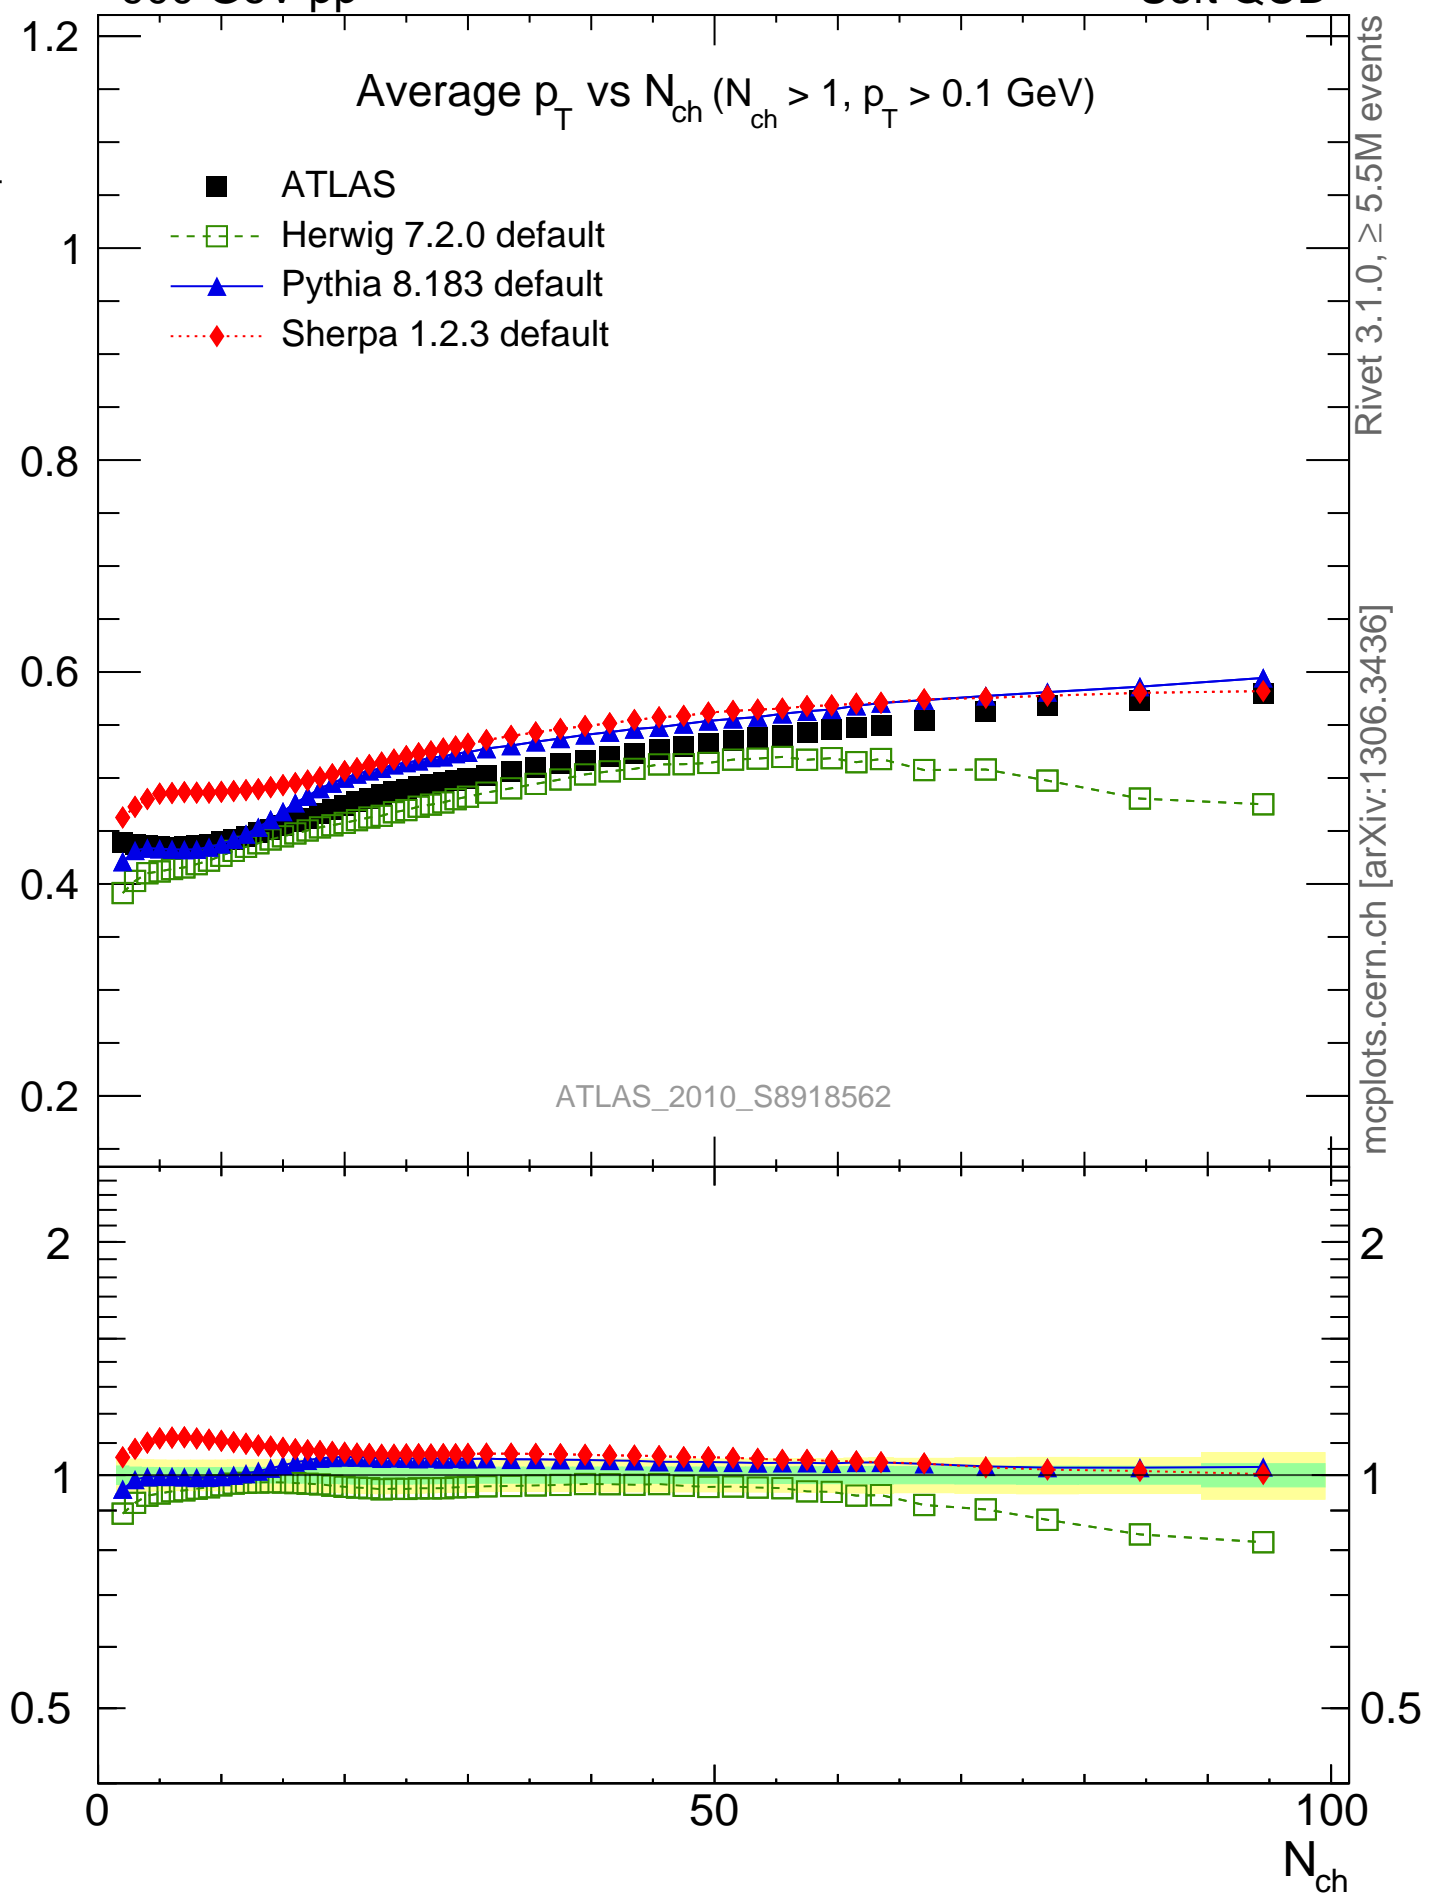 Average p_T vs N_ch (N_ch > 1, p_T > 0.1 GeV)
ATLAS
Herwig 7.2.0 default
Pythia 8.183 default
Sherpa 1.2.3 default
1.2
1
0.8
0.6
0.4
0.2
ATLAS_2010_S8918562
Rivet 3.1.0, ≥ 5.5M events
mcplots.cern.ch [arXiv:1306.3436]
2
1
0.5
2
1
0.5
0
50
100
N_ch